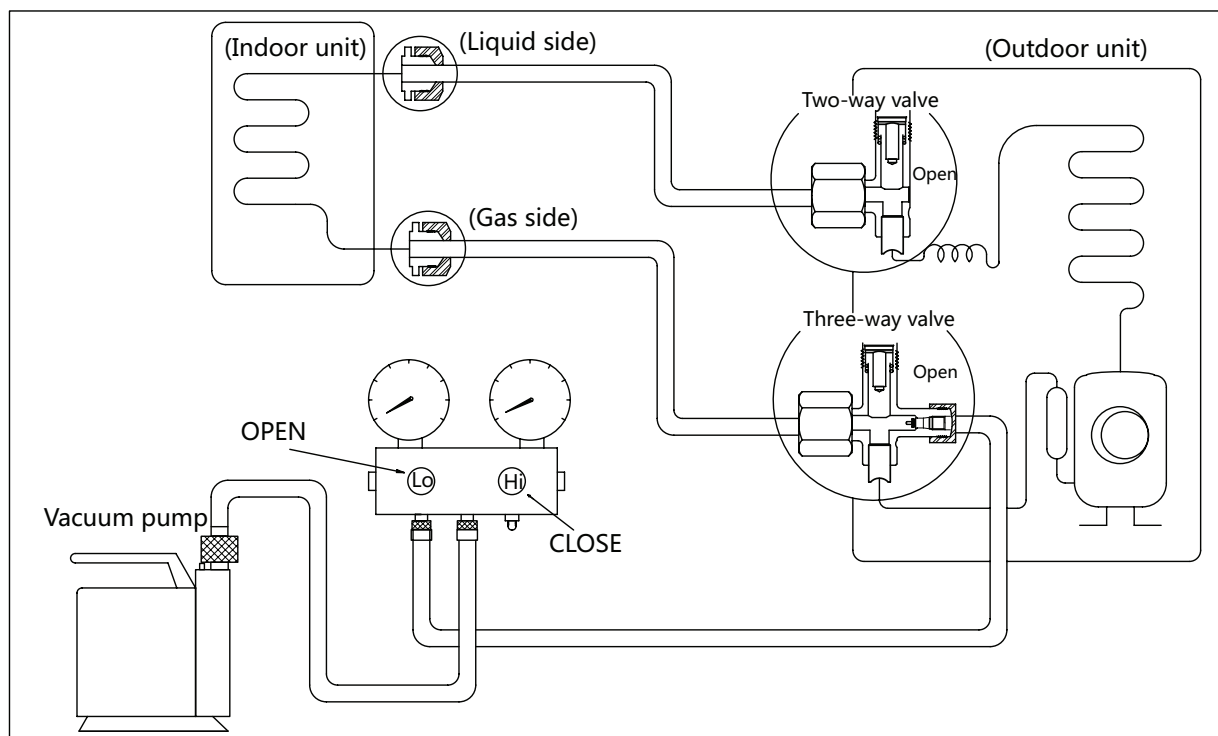 (Indoor unit)
(Liquid side)
(Outdoor unit)
Two-way valve
Open
(Gas side)
Three-way valve
Open
OPEN
Lo
Hi
Vacuum pump
CLOSE